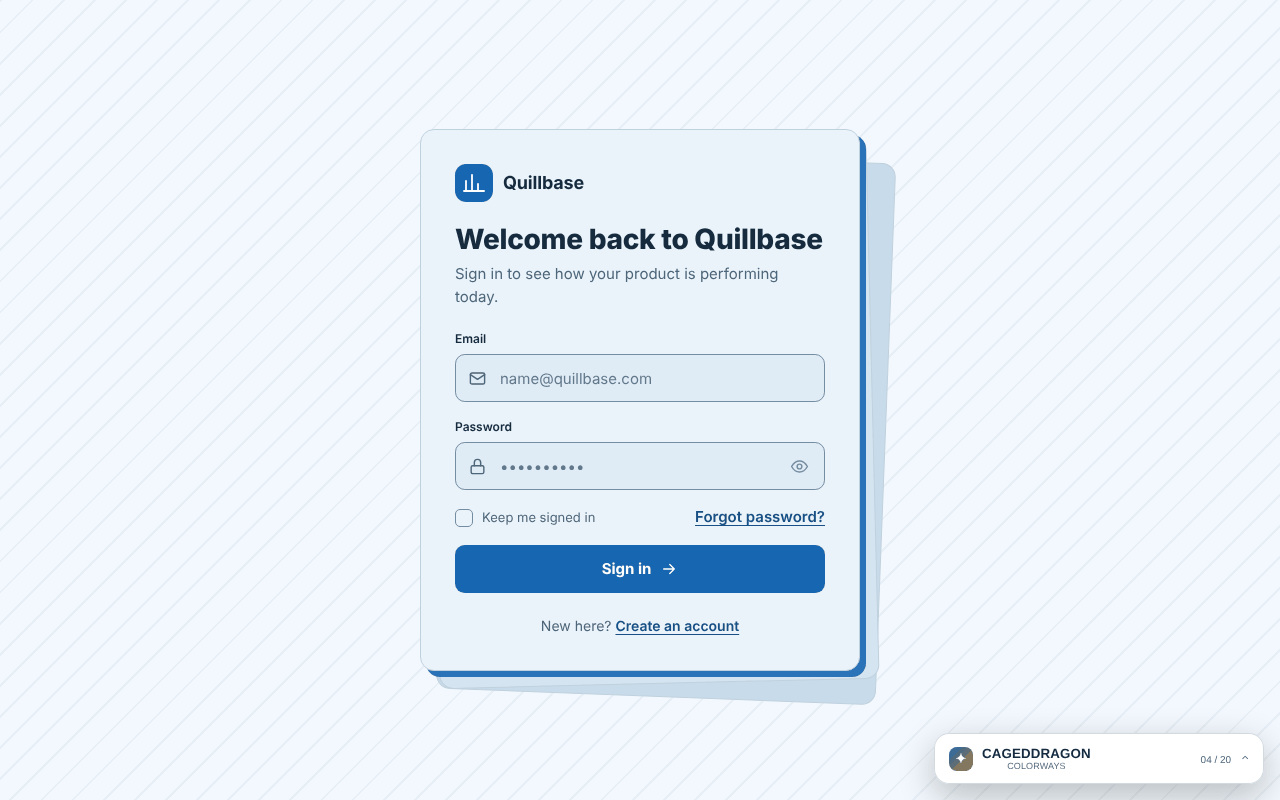 Quillbase
Welcome back to Quillbase
Sign in to see how your product is performing
today.
Email
name@quillbase.com
Password
••••••••••
Keep me signed in
Forgot password?
Sign in →
New here? Create an account
CAGEDDRAGON
COLORWAYS
04 / 20